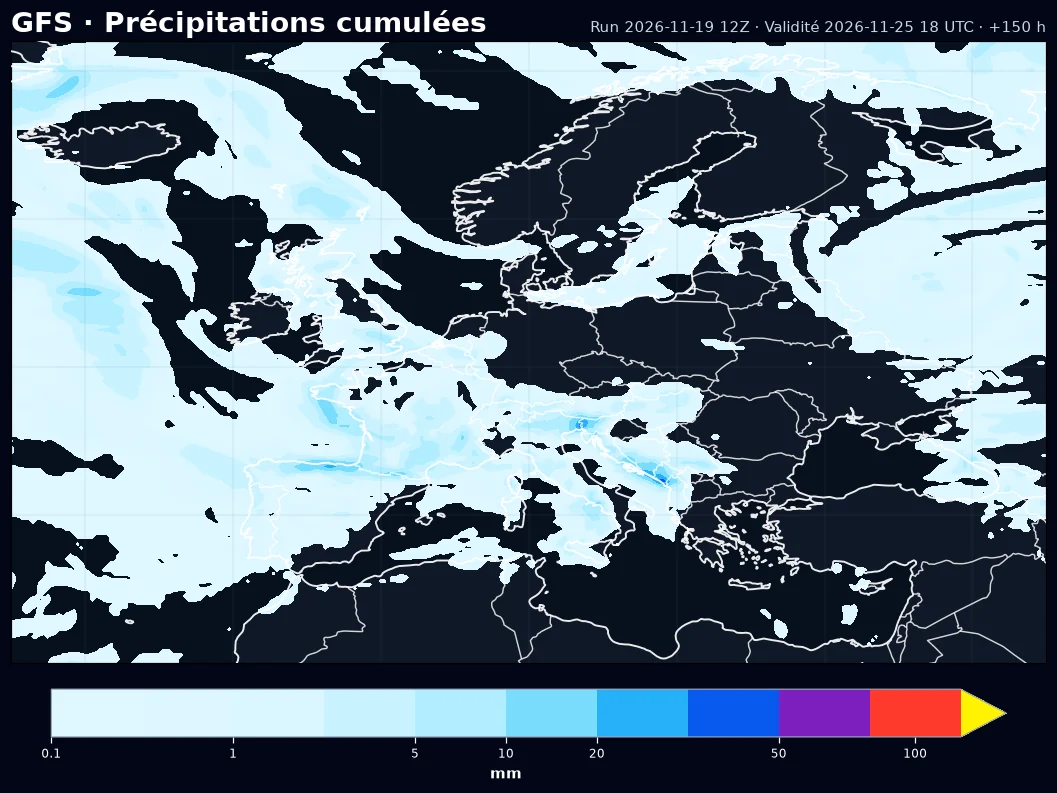 GFS · Précipitations cumulées
Run 2026-11-19 12Z · Validité 2026-11-25 18 UTC · +150 h
0.1 1 5 10 20 50 100
mm